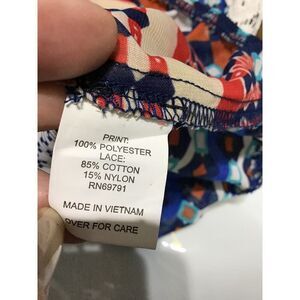 PRINT:
100% POLYESTER
LACE:
85% COTTON
15% NYLON
RN69791
MADE IN VIETNAM
OVER FOR CARE